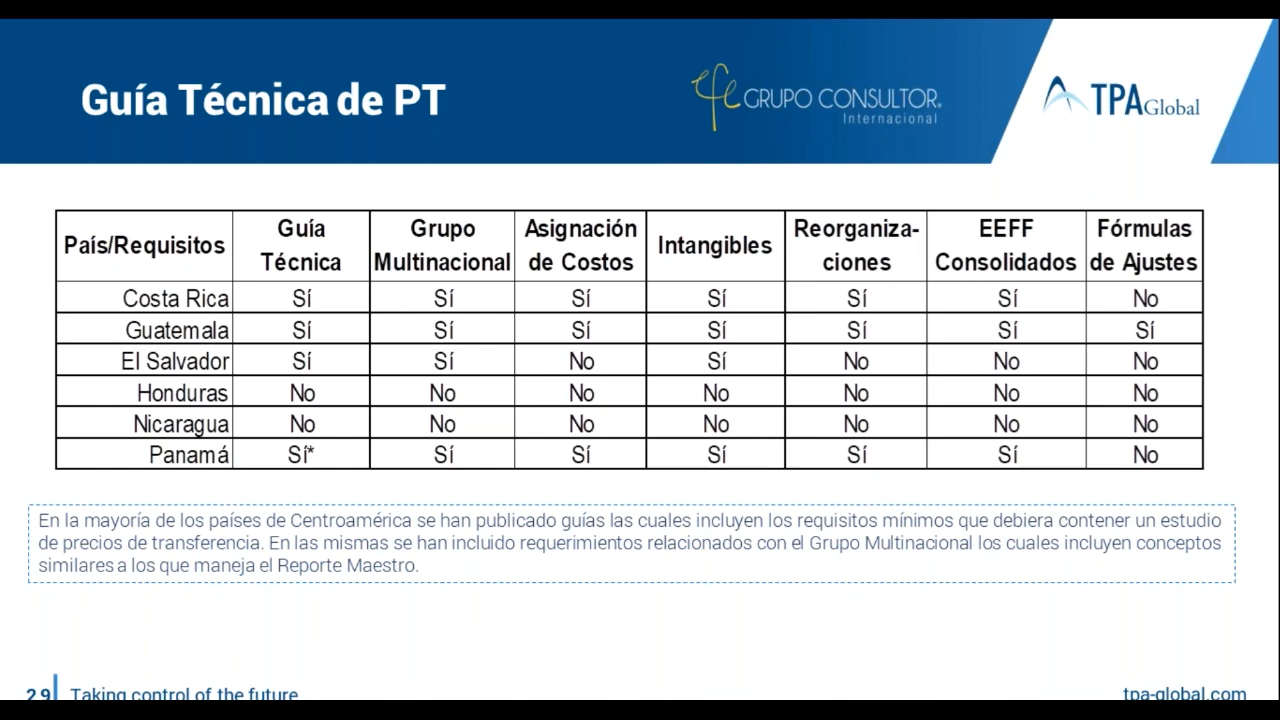 Guía Técnica de PT
GRUPO CONSULTOR®
Internacional
TPA Global
País/Requisitos Guía Técnica Grupo Multinacional Asignación de Costos Intangibles Reorganiza-ciones EEFF Consolidados Fórmulas de Ajustes
Costa Rica Sí Sí Sí Sí Sí Sí No
Guatemala Sí Sí Sí Sí Sí Sí Sí
El Salvador Sí Sí No Sí No No No
Honduras No No No No No No No
Nicaragua No No No No No No No
Panamá Sí* Sí Sí Sí Sí Sí No
En la mayoría de los países de Centroamérica se han publicado guías las cuales incluyen los requisitos mínimos que debiera contener un estudio
de precios de transferencia. En las mismas se han incluido requerimientos relacionados con el Grupo Multinacional los cuales incluyen conceptos
similares a los que maneja el Reporte Maestro.
29 Taking control of the future
tpa-global.com